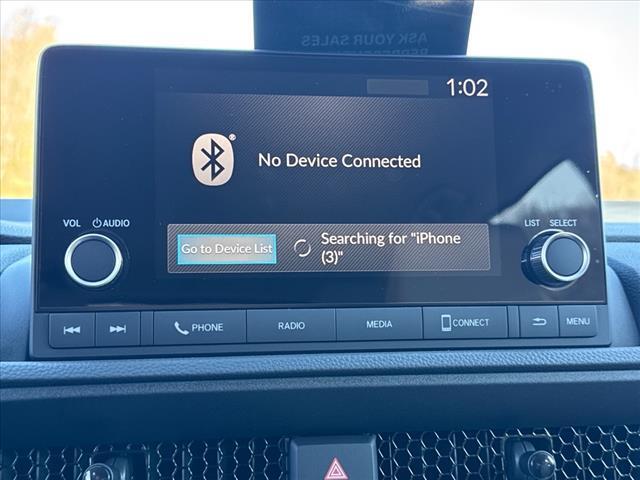 ASK YOUR SALES
1:02
No Device Connected
Go to Device List
Searching for "iPhone
(3)"
VOL AUDIO
LIST SELECT
PHONE
RADIO
MEDIA
CONNECT
MENU